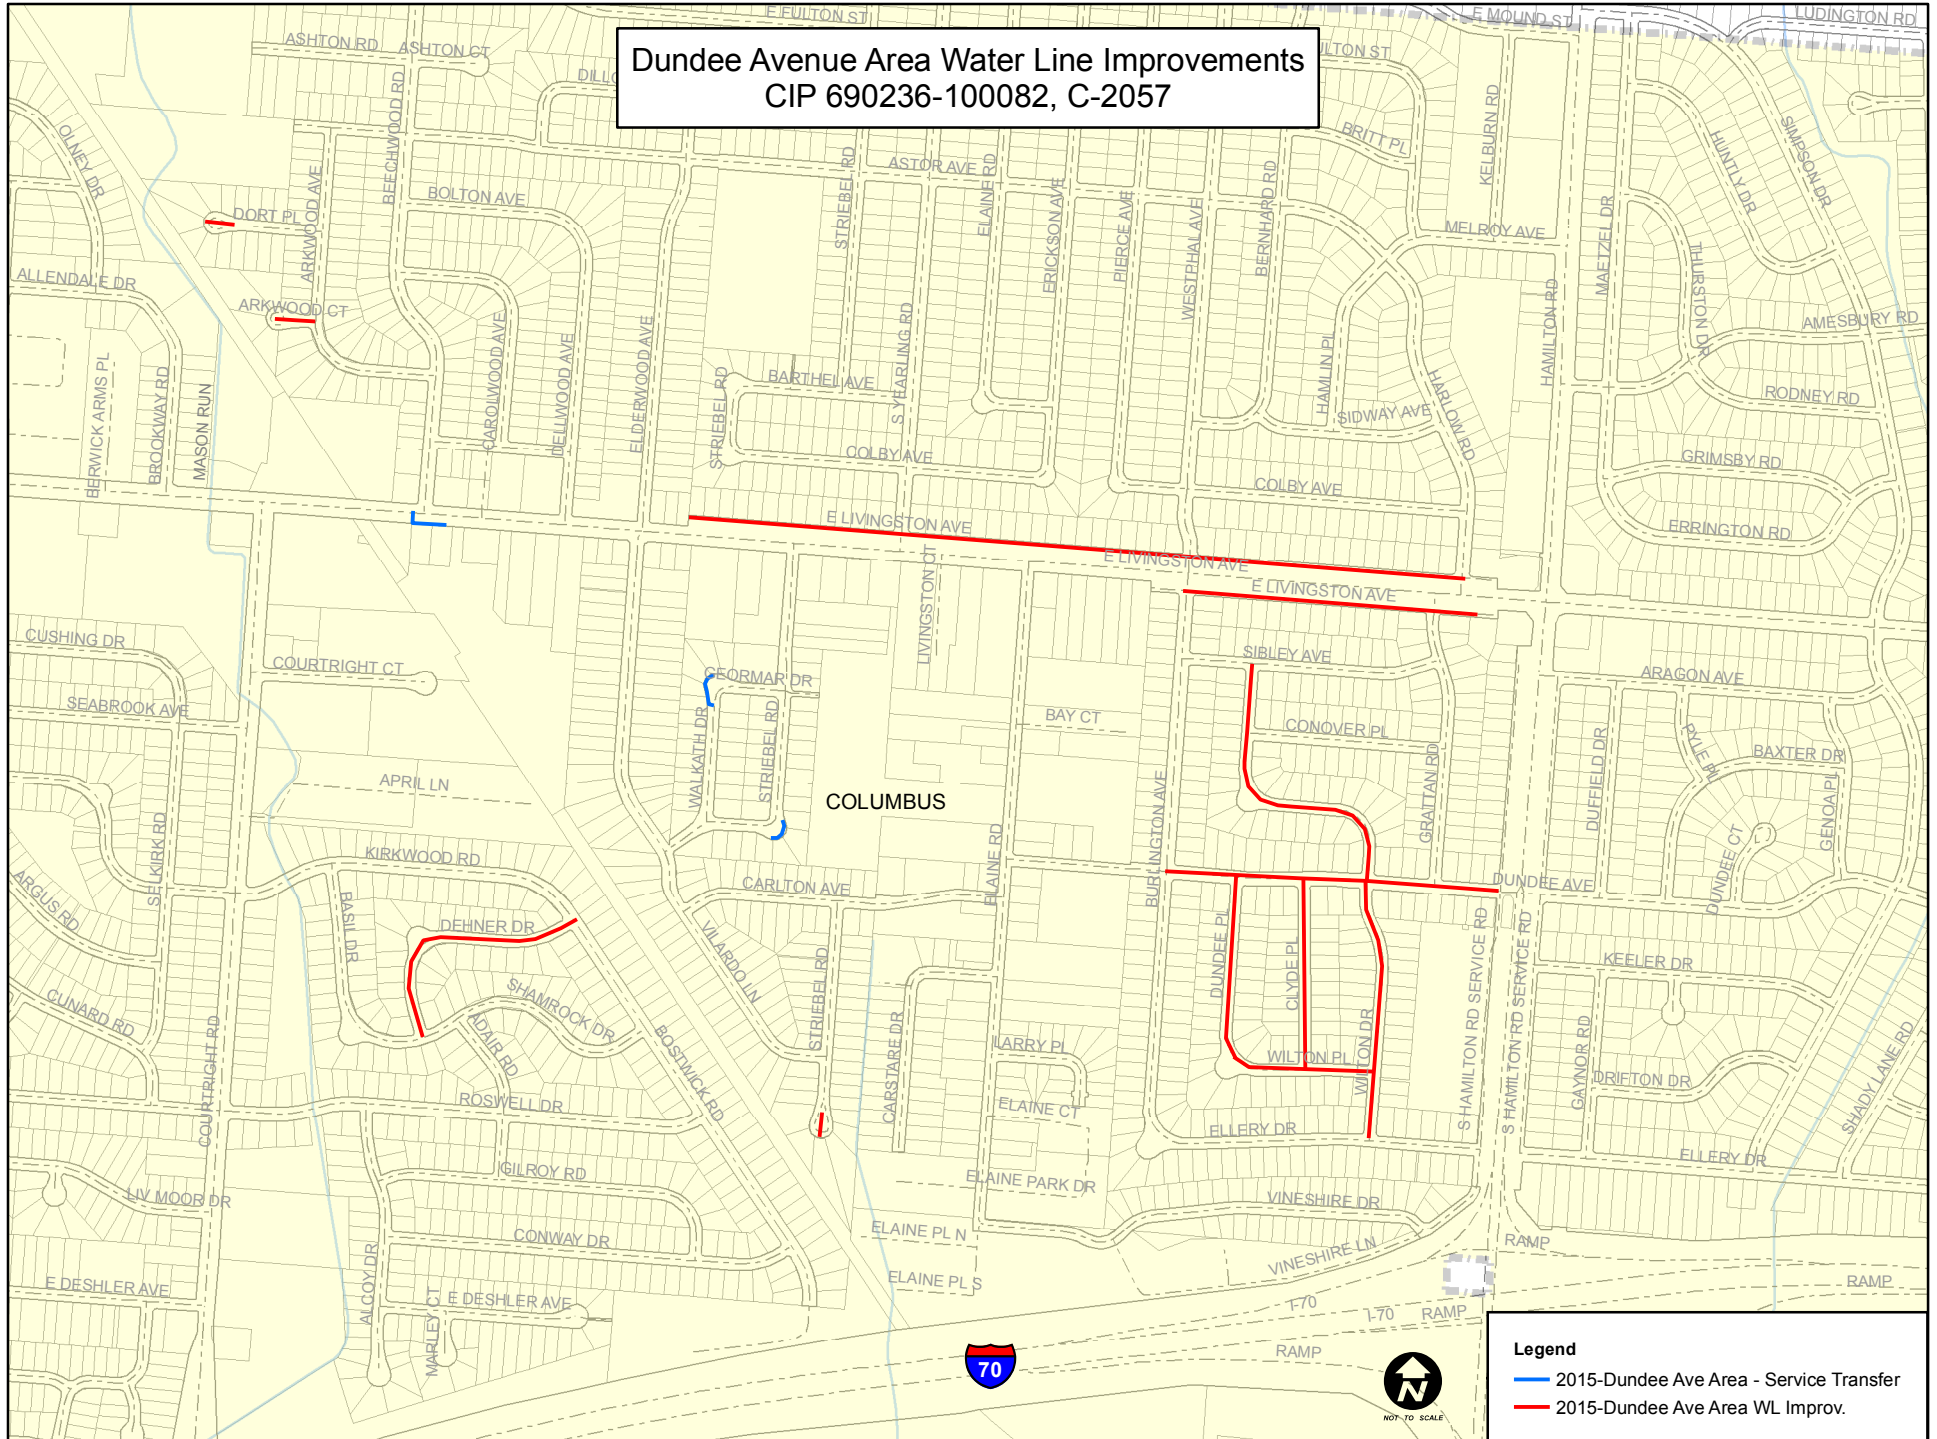 Dundee Avenue Area Water Line Improvements
CIP 690236-100082, C-2057
E FULTON ST
E MOUND ST
LUDINGTON RD
ASHTON RD
ASHTON CT
ULTON ST
DILLO
BEECHWOOD RD
OLNEY DR
BRITT PL
KELBURN RD
HUNTLY DR
SIMPSON DR
ASTOR AVE
STRIEBEL RD
ELAINE RD
ERICKSON AVE
PIERCE AVE
WESTPHAL AVE
BERNHARD RD
BOLTON AVE
DORT PL
ARKWOOD AVE
MELROY AVE
MAETZEL DR
THURSTON DR
ALLENDALE DR
ARKWOOD CT
AMESBURY RD
HAMILTON RD
BERWICK ARMS PL
BROOKWAY RD
MASON RUN
CAROLWOOD AVE
DELLWOOD AVE
ELDERWOOD AVE
STRIEBEL RD
BARTHEL AVE
S YEARLING RD
HAMLIN PL
SIDWAY AVE
HARLOW RD
RODNEY RD
COLBY AVE
COLBY AVE
GRIMSBY RD
ERRINGTON RD
E LIVINGSTON AVE
E LIVINGSTON AVE
E LIVINGSTON AVE
LIVINGSTON CT
CUSHING DR
COURTRIGHT CT
SIBLEY AVE
ARAGON AVE
GEORMAR DR
SEABROOK AVE
WALKATH DR
STRIEBEL RD
BAY CT
CONOVER PL
GRATTAN RD
DUFFIELD DR
PYLE PL
BAXTER DR
GENOA PL
APRIL LN
COLUMBUS
BURLINGTON AVE
ELAINE RD
SELKIRK RD
KIRKWOOD RD
CARLTON AVE
DUNDEE AVE
DUNDEE CT
ARGUS RD
BASIL DR
DEHNER DR
VILARDO LN
STRIEBEL RD
DUNDEE PL
CLYDE PL
WILTON DR
WILTON PL
S HAMILTON RD SERVICE RD
S HAMILTON RD SERVICE RD
KEELER DR
CUNARD RD
SHAMROCK DR
ADAIR RD
BOSTWICK RD
COURTRIGHT RD
CARSTARE DR
LARRY PL
GAYNOR RD
DRIFTON DR
SHADY LANE RD
ROSWELL DR
ELAINE CT
ELLERY DR
ELLERY DR
GILROY RD
LIV MOOR DR
ELAINE PARK DR
VINESHIRE DR
CONWAY DR
ELAINE PL N
VINESHIRE LN
RAMP
E DESHLER AVE
ALCOY DR
MARLEY CT
E DESHLER AVE
ELAINE PL S
RAMP
I-70
I-70
RAMP
RAMP
70
N
NOT TO SCALE
Legend
2015-Dundee Ave Area - Service Transfer
2015-Dundee Ave Area WL Improv.